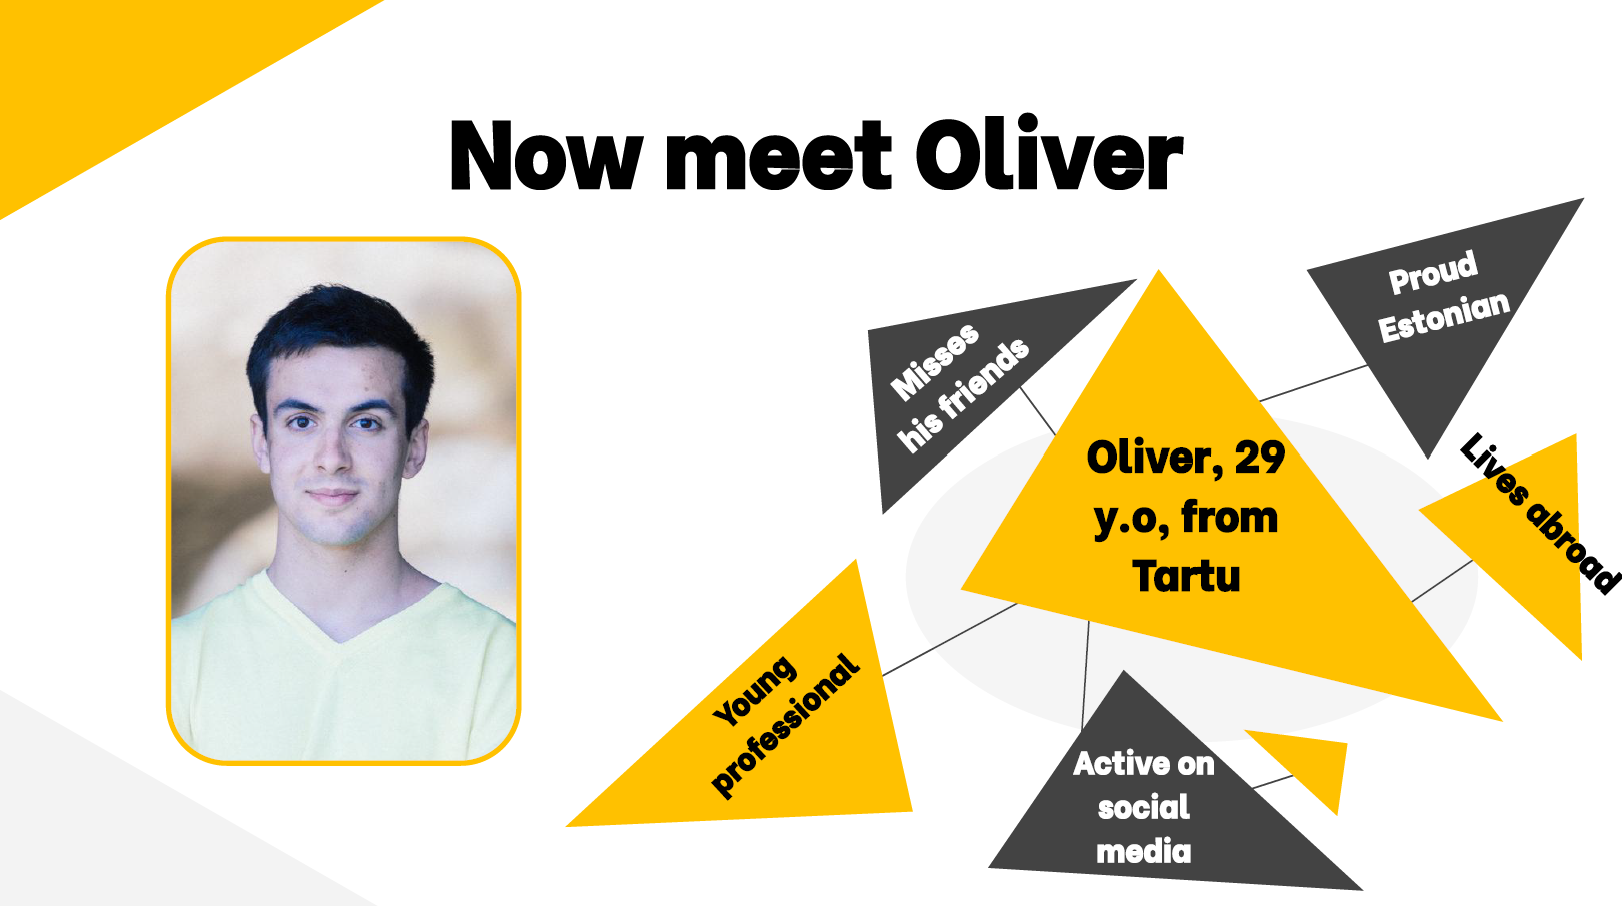 Now meet Oliver
Misses
his friends
Proud
Estonian
Oliver, 29
y.o, from
Tartu
Lives abroad
Young
professional
Active on
social
media